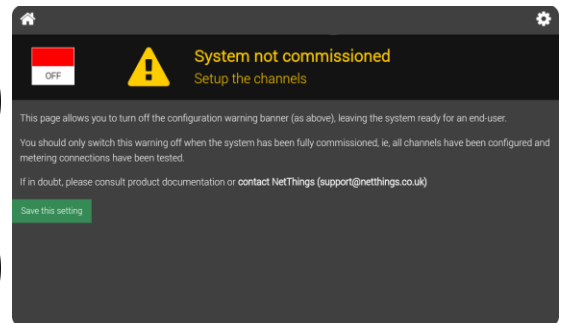 System not commissioned
OFF
Setup the channels
This page allows you to turn off the configuration warning banner (as above), leaving the system ready for an end-user.
You should only switch this warning off when the system has been fully commissioned, ie, all channels have been configured and
metering connections have been tested.
If in doubt, please consult product documentation or contact NetThings (support@netthings.co.uk)
Save this setting